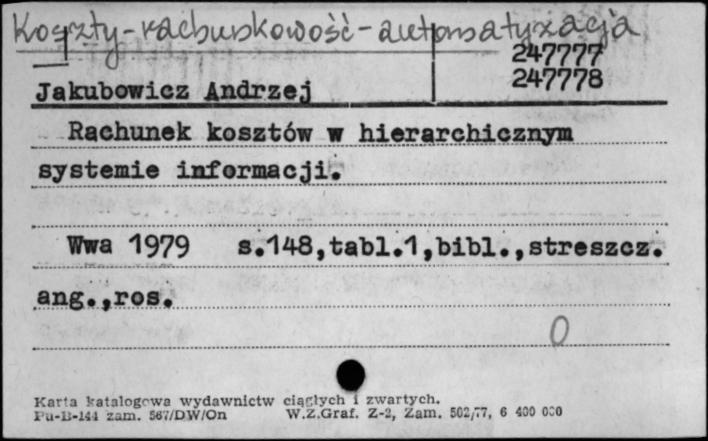 Koszty - rachunkowość - automatyzacja
247777
247778
Jakubowicz Andrzej
Rachunek kosztów w hierarchicznym
systemie informacji.
Wwa 1979 s.148,tabl.1,bibl.,streszcz.
ang.,ros.
0
Karta katalogowa wydawnictw ciągłych i zwartych.
Pu-B-144 zam. 567/DW/On W.Z.Graf. Z-2, Zam. 502/77, 6 400 000